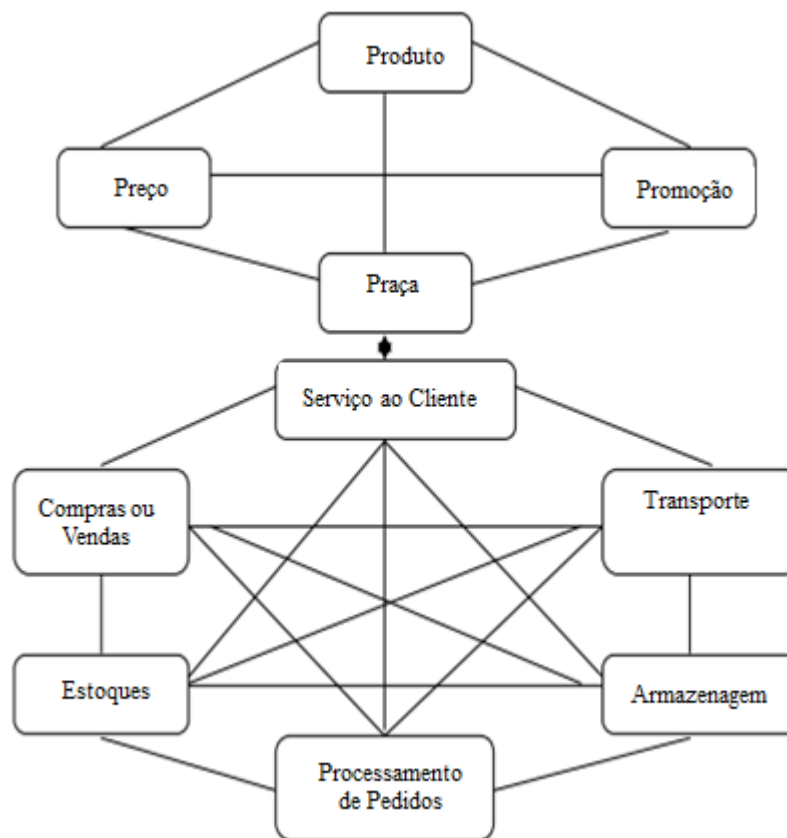 Produto
Preço
Promoção
Praça
Serviço ao Cliente
Compras ou
Vendas
Transporte
Estoques
Armazenagem
Processamento
de Pedidos